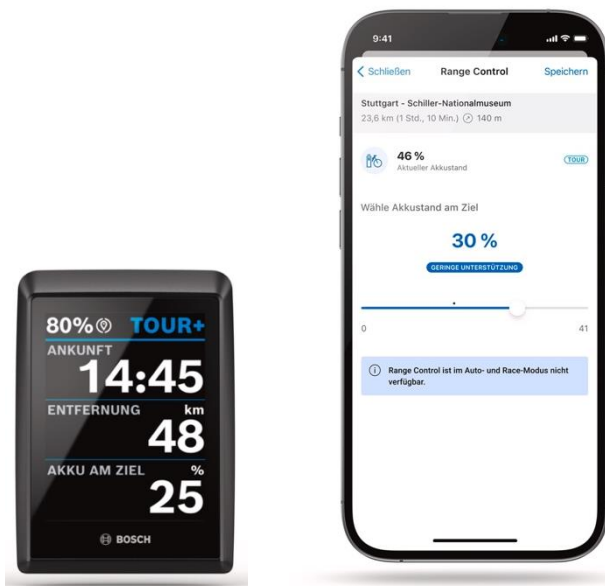 80% TOUR+
ANKUNFT
14:45
ENTFERNUNG km
48
AKKU AM ZIEL %
25
BOSCH
9:41
Schließen Range Control Speichern
Stuttgart - Schiller-Nationalmuseum
23,6 km (1 Std., 10 Min.) 140 m
46 %
Aktueller Akkustand
TOUR
Wähle Akkustand am Ziel
30 %
GERINGE UNTERSTÜTZUNG
0 41
Range Control ist im Auto- und Race-Modus nicht
verfügbar.